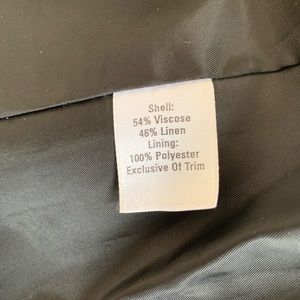 Shell:
54% Viscose
46% Linen
Lining:
100% Polyester
Exclusive Of Trim